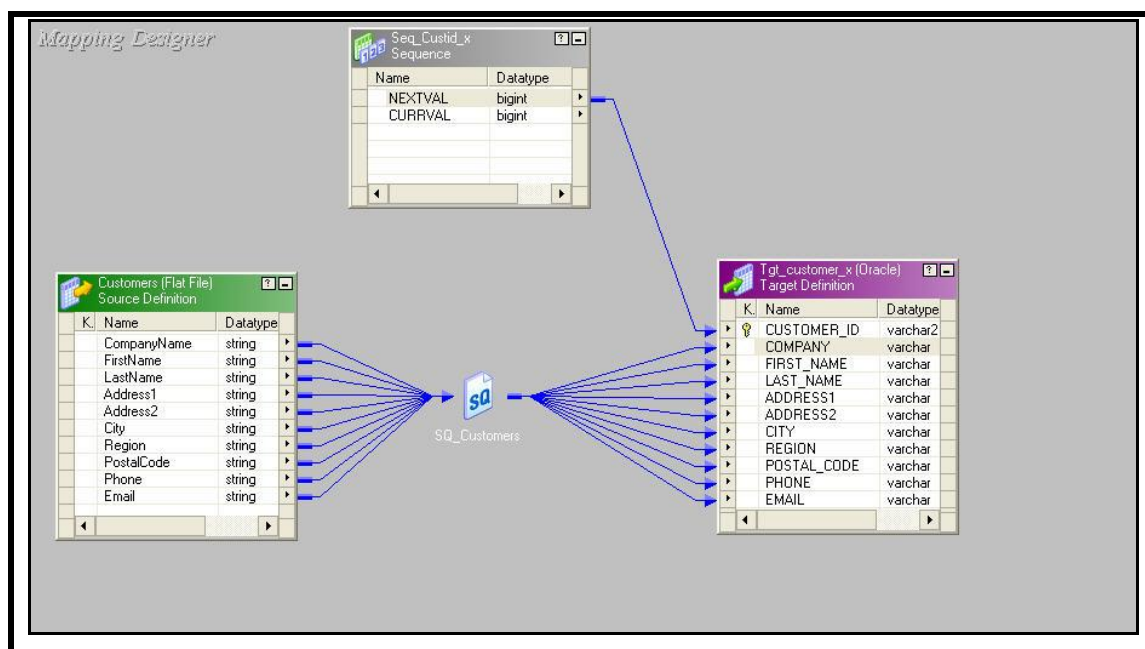 Mapping Designer
Seq_Custid_x
Sequence
Name Datatype
NEXTVAL bigint
CURRVAL bigint
Customers (Flat File)
Source Definition
K. Name Datatype
CompanyName string
FirstName string
LastName string
Address1 string
Address2 string
City string
Region string
PostalCode string
Phone string
Email string
SQ
SQ_Customers
Tgt_customer_x (Oracle)
Target Definition
K. Name Datatype
CUSTOMER_ID varchar2
COMPANY varchar
FIRST_NAME varchar
LAST_NAME varchar
ADDRESS1 varchar
ADDRESS2 varchar
CITY varchar
REGION varchar
POSTAL_CODE varchar
PHONE varchar
EMAIL varchar